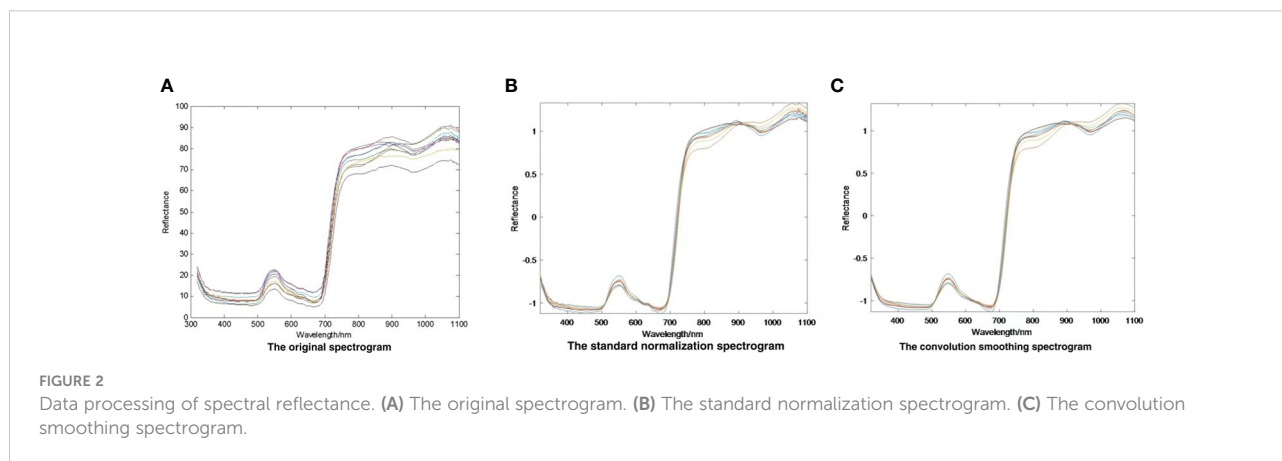 A
B
C
100
90
80
70
60
50
40
30
20
10
0
Reflectance
300 400 500 600 700 800 900 1000 1100
Wavelength/nm
The original spectrogram
1
0.5
0
-0.5
-1
Reflectance
400 500 600 700 800 900 1000 1100
Wavelength/nm
The standard normalization spectrogram
1
0.5
0
-0.5
-1
Reflectance
400 500 600 700 800 900 1000 1100
Wavelength/nm
The convolution smoothing spectrogram
FIGURE 2
Data processing of spectral reflectance. (A) The original spectrogram. (B) The standard normalization spectrogram. (C) The convolution
smoothing spectrogram.